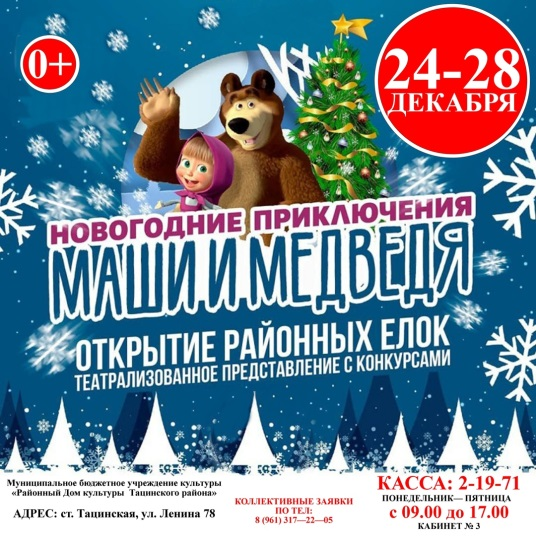 0+
24-28
ДЕКАБРЯ
НОВОГОДНИЕ ПРИКЛЮЧЕНИЯ
МАШИ И МЕДВЕДЯ
ОТКРЫТИЕ РАЙОННЫХ ЕЛОК
ТЕАТРАЛИЗОВАННОЕ ПРЕДСТАВЛЕНИЕ С КОНКУРСАМИ
Муниципальное бюджетное учреждение культуры
«Районный Дом культуры Тацинского района»
АДРЕС: ст. Тацинская, ул. Ленина 78
КОЛЛЕКТИВНЫЕ ЗАЯВКИ
ПО ТЕЛ:
8 (961) 317—22—05
КАССА: 2-19-71
ПОНЕДЕЛЬНИК— ПЯТНИЦА
с 09.00 до 17.00
КАБИНЕТ № 3